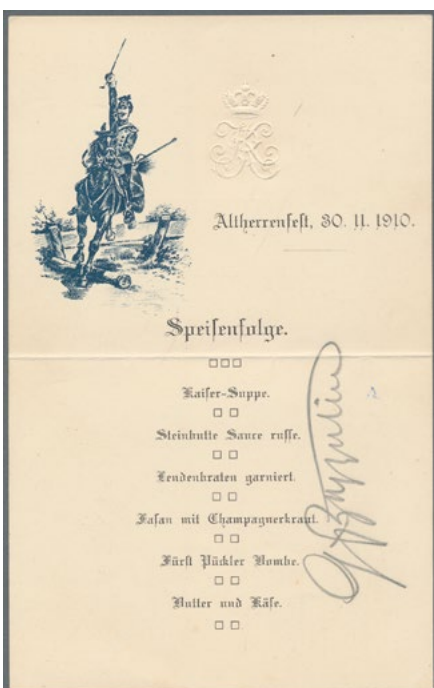 Altherrenfest, 30. 11. 1910.
Speisenfolge.
Kaiser-Suppe.
Steinbutte Sauce russe.
Lendenbraten garniert.
Fasan mit Champagnerkraut.
Fürst Pückler Bombe.
Butter und Käse.